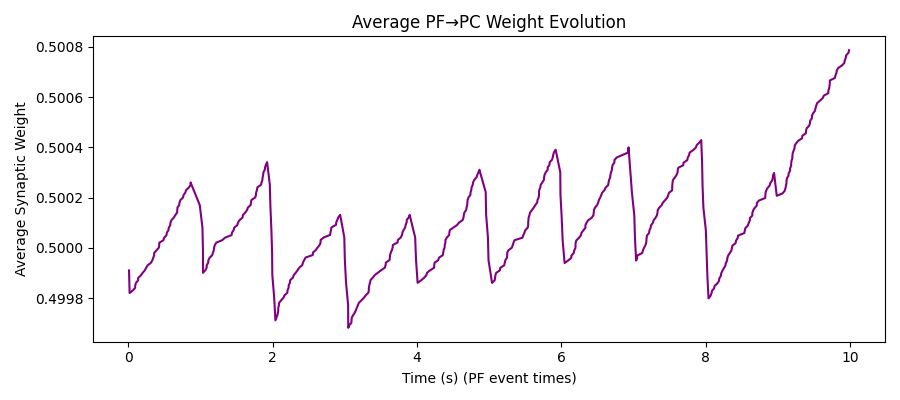 Average PF→PC Weight Evolution
Average Synaptic Weight
0.5008
0.5006
0.5004
0.5002
0.5000
0.4998
0 2 4 6 8 10
Time (s) (PF event times)